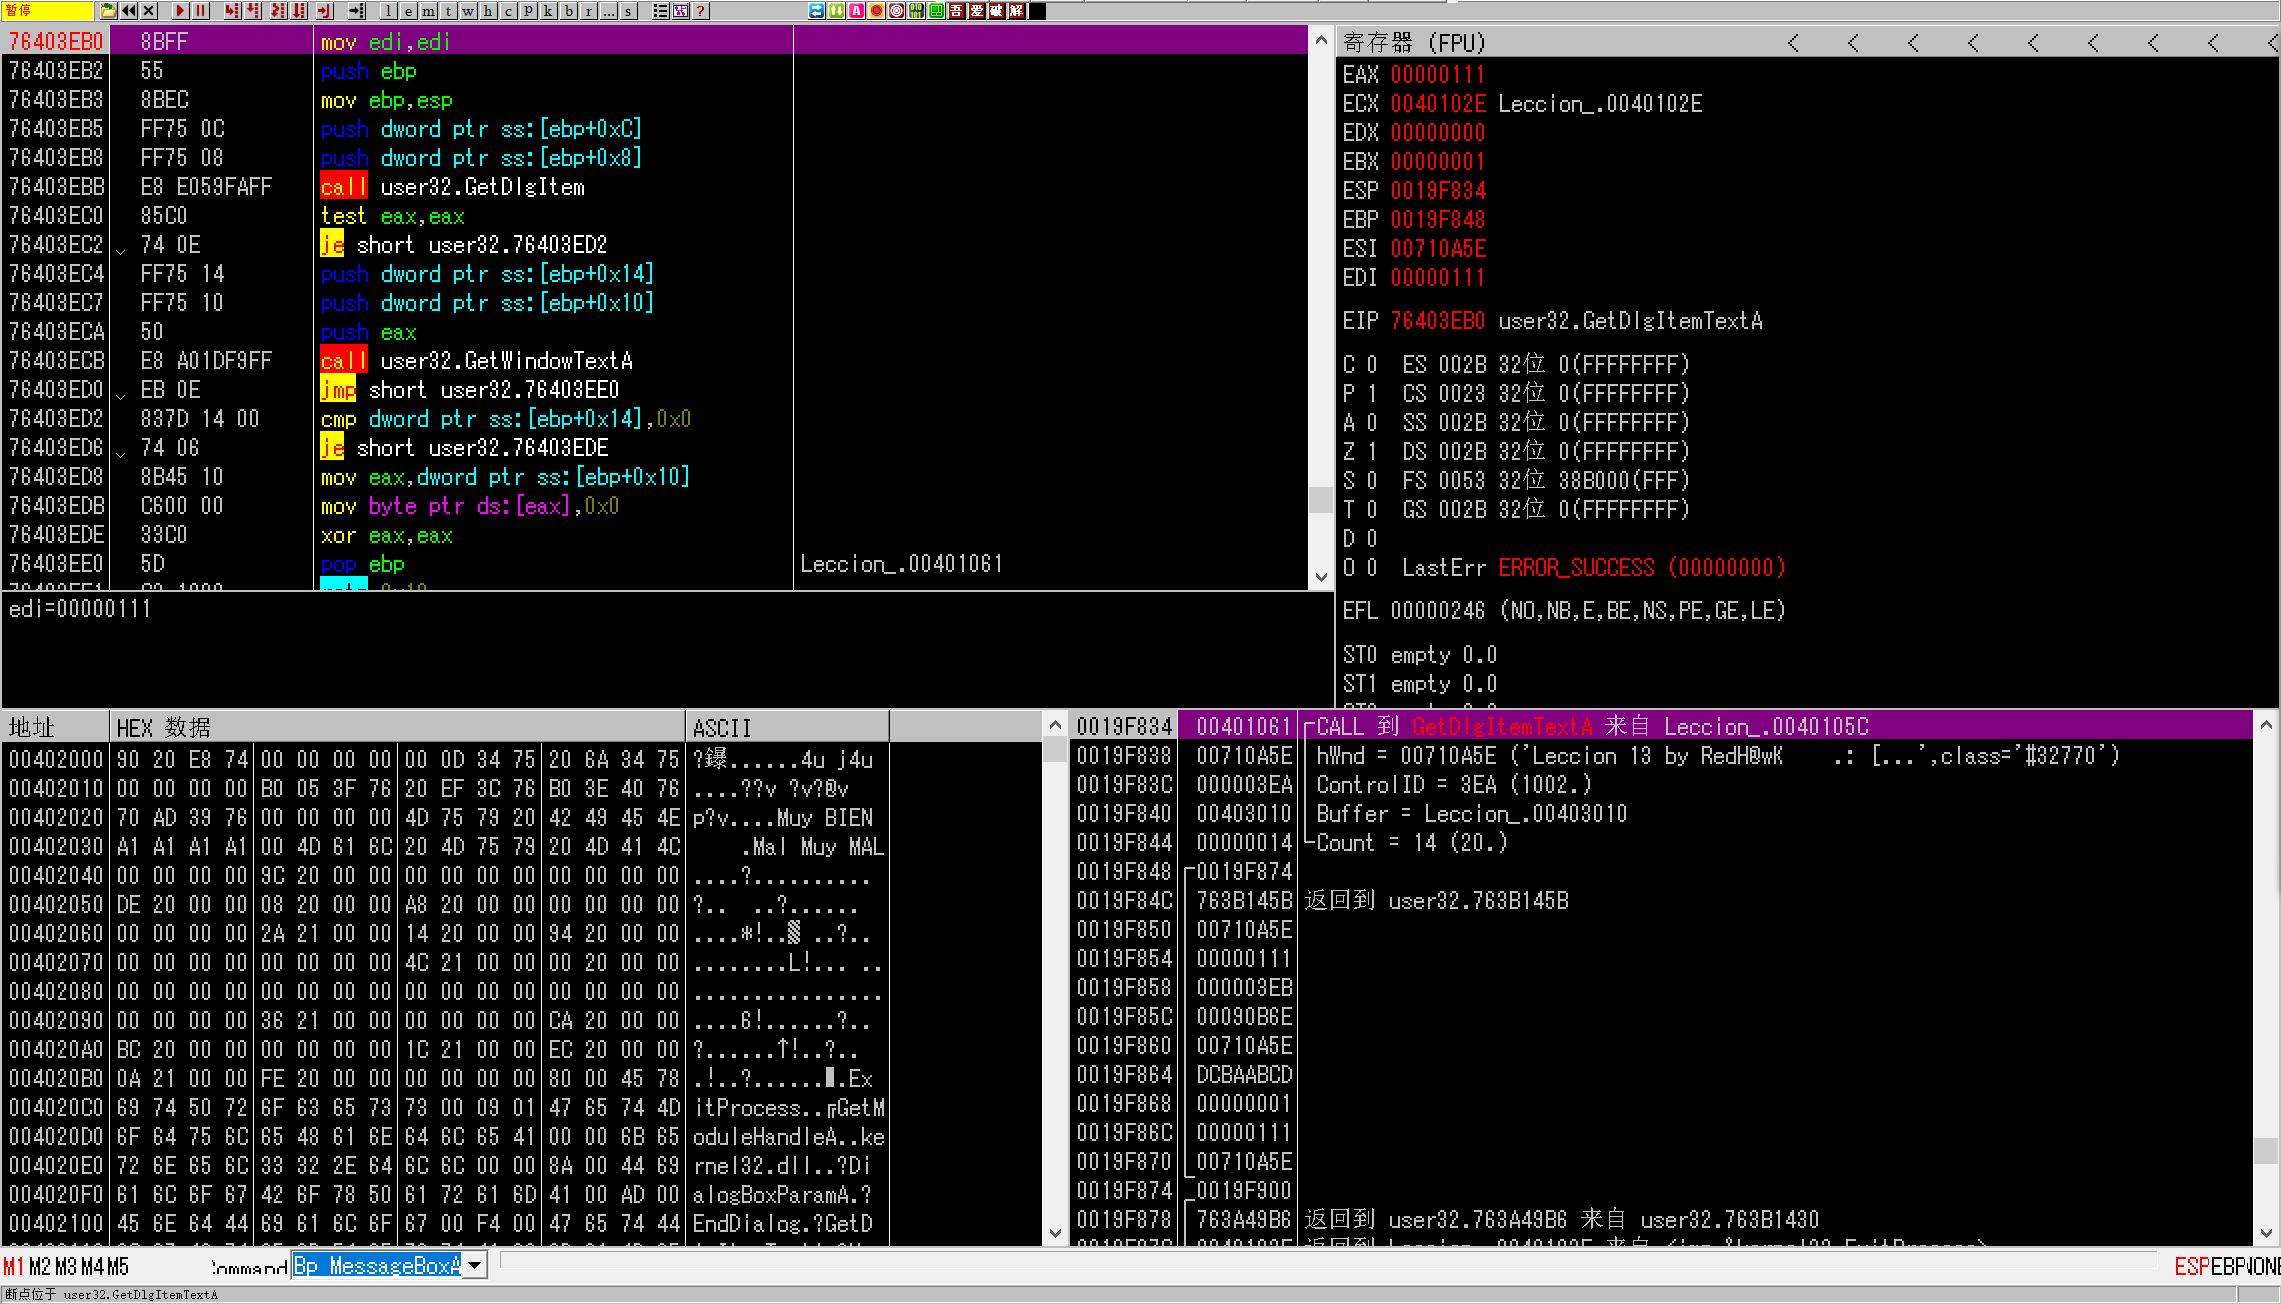 暂停 l e m t w h c P k b r ... s ? 吾 爱 破 解
76403EB0 8BFF mov edi,edi
76403EB2 55 push ebp
76403EB3 8BEC mov ebp,esp
76403EB5 FF75 0C push dword ptr ss:[ebp+0xC]
76403EB8 FF75 08 push dword ptr ss:[ebp+0x8]
76403EBB E8 E059FAFF call user32.GetDlgItem
76403EC0 85C0 test eax,eax
76403EC2 74 0E je short user32.76403ED2
76403EC4 FF75 14 push dword ptr ss:[ebp+0x14]
76403EC7 FF75 10 push dword ptr ss:[ebp+0x10]
76403ECA 50 push eax
76403ECB E8 A01DF9FF call user32.GetWindowTextA
76403ED0 EB 0E jmp short user32.76403EE0
76403ED2 837D 14 00 cmp dword ptr ss:[ebp+0x14],0x0
76403ED6 74 06 je short user32.76403EDE
76403ED8 8B45 10 mov eax,dword ptr ss:[ebp+0x10]
76403EDB C600 00 mov byte ptr ds:[eax],0x0
76403EDE 33C0 xor eax,eax
76403EE0 5D pop ebp Leccion_.00401061
edi=00000111
寄存器 (FPU) < < < < < < < < <
EAX 00000111
ECX 0040102E Leccion_.0040102E
EDX 00000000
EBX 00000001
ESP 0019F834
EBP 0019F848
ESI 00710A5E
EDI 00000111
EIP 76403EB0 user32.GetDlgItemTextA
C 0 ES 002B 32位 0(FFFFFFFF)
P 1 CS 0023 32位 0(FFFFFFFF)
A 0 SS 002B 32位 0(FFFFFFFF)
Z 1 DS 002B 32位 0(FFFFFFFF)
S 0 FS 0053 32位 38B000(FFF)
T 0 GS 002B 32位 0(FFFFFFFF)
D 0
O 0 LastErr ERROR_SUCCESS (00000000)
EFL 00000246 (NO,NB,E,BE,NS,PE,GE,LE)
ST0 empty 0.0
ST1 empty 0.0
地址 HEX 数据 ASCII
00402000 90 20 E8 74 00 00 00 00 00 0D 34 75 20 6A 34 75 ?鑤......4u j4u
00402010 00 00 00 00 B0 05 3F 76 20 EF 3C 76 B0 3E 40 76 ....??v ?v?@v
00402020 70 AD 39 76 00 00 00 00 4D 75 79 20 42 49 45 4E p?v....Muy BIEN
00402030 A1 A1 A1 A1 00 4D 61 6C 20 4D 75 79 20 4D 41 4C .Mal Muy MAL
00402040 00 00 00 00 9C 20 00 00 00 00 00 00 00 00 00 00 ....?..........
00402050 DE 20 00 00 08 20 00 00 A8 20 00 00 00 00 00 00 ?.. ..?......
00402060 00 00 00 00 2A 21 00 00 14 20 00 00 94 20 00 00 ....*!..▒ ..?..
00402070 00 00 00 00 00 00 00 00 4C 21 00 00 00 20 00 00 ........L!... ..
00402080 00 00 00 00 00 00 00 00 00 00 00 00 00 00 00 00 ................
00402090 00 00 00 00 36 21 00 00 00 00 00 00 CA 20 00 00 ....6!......?..
004020A0 BC 20 00 00 00 00 00 00 1C 21 00 00 EC 20 00 00 ?......↑!..?..
004020B0 0A 21 00 00 FE 20 00 00 00 00 00 00 80 00 45 78 .!..?......▮.Ex
004020C0 69 74 50 72 6F 63 65 73 73 00 09 01 47 65 74 4D itProcess..╔GetM
004020D0 6F 64 75 6C 65 48 61 6E 64 6C 65 41 00 00 6B 65 oduleHandleA..ke
004020E0 72 6E 65 6C 33 32 2E 64 6C 6C 00 00 8A 00 44 69 rnel32.dll..?Di
004020F0 61 6C 6F 67 42 6F 78 50 61 72 61 6D 41 00 AD 00 alogBoxParamA.?
00402100 45 6E 64 44 69 61 6C 6F 67 00 F4 00 47 65 74 44 EndDialog.?GetD
0019F834 00401061 CALL 到 GetDlgItemTextA 来自 Leccion_.0040105C
0019F838 00710A5E hWnd = 00710A5E ('Leccion 13 by RedH@wK .: [...',class='#32770')
0019F83C 000003EA ControlID = 3EA (1002.)
0019F840 00403010 Buffer = Leccion_.00403010
0019F844 00000014 Count = 14 (20.)
0019F848 0019F874
0019F84C 763B145B 返回到 user32.763B145B
0019F850 00710A5E
0019F854 00000111
0019F858 000003EB
0019F85C 00090B6E
0019F860 00710A5E
0019F864 DCBAABCD
0019F868 00000001
0019F86C 00000111
0019F870 00710A5E
0019F874 0019F900
0019F878 763A49B6 返回到 user32.763A49B6 来自 user32.763B1430
M1 M2 M3 M4 M5 Command Bp MessageBoxA ESP EBP NONE
断点位于 user32.GetDlgItemTextA